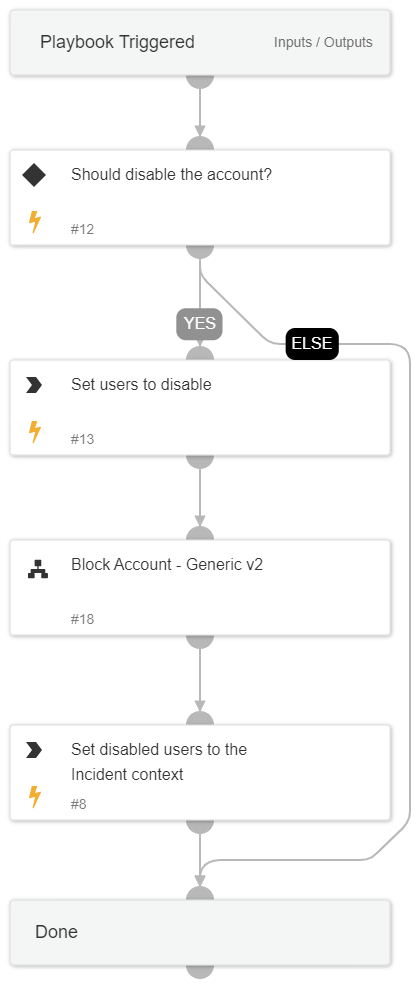 Playbook Triggered
Inputs / Outputs
Should disable the account?
#12
YES
ELSE
Set users to disable
#13
Block Account - Generic v2
#18
Set disabled users to the
Incident context
#8
Done